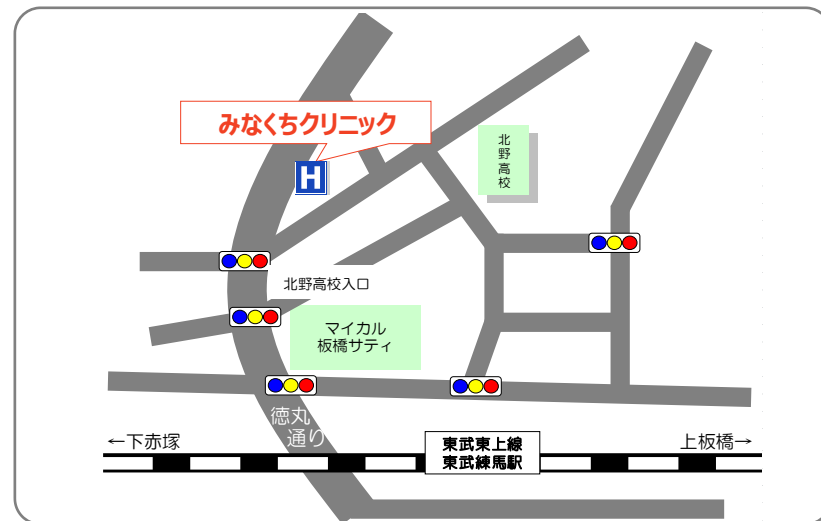 みなくちクリニック
北野高校
H
北野高校入口
マイカル
板橋サティ
徳丸
通り
←下赤塚
東武東上線
東武練馬駅
上板橋→